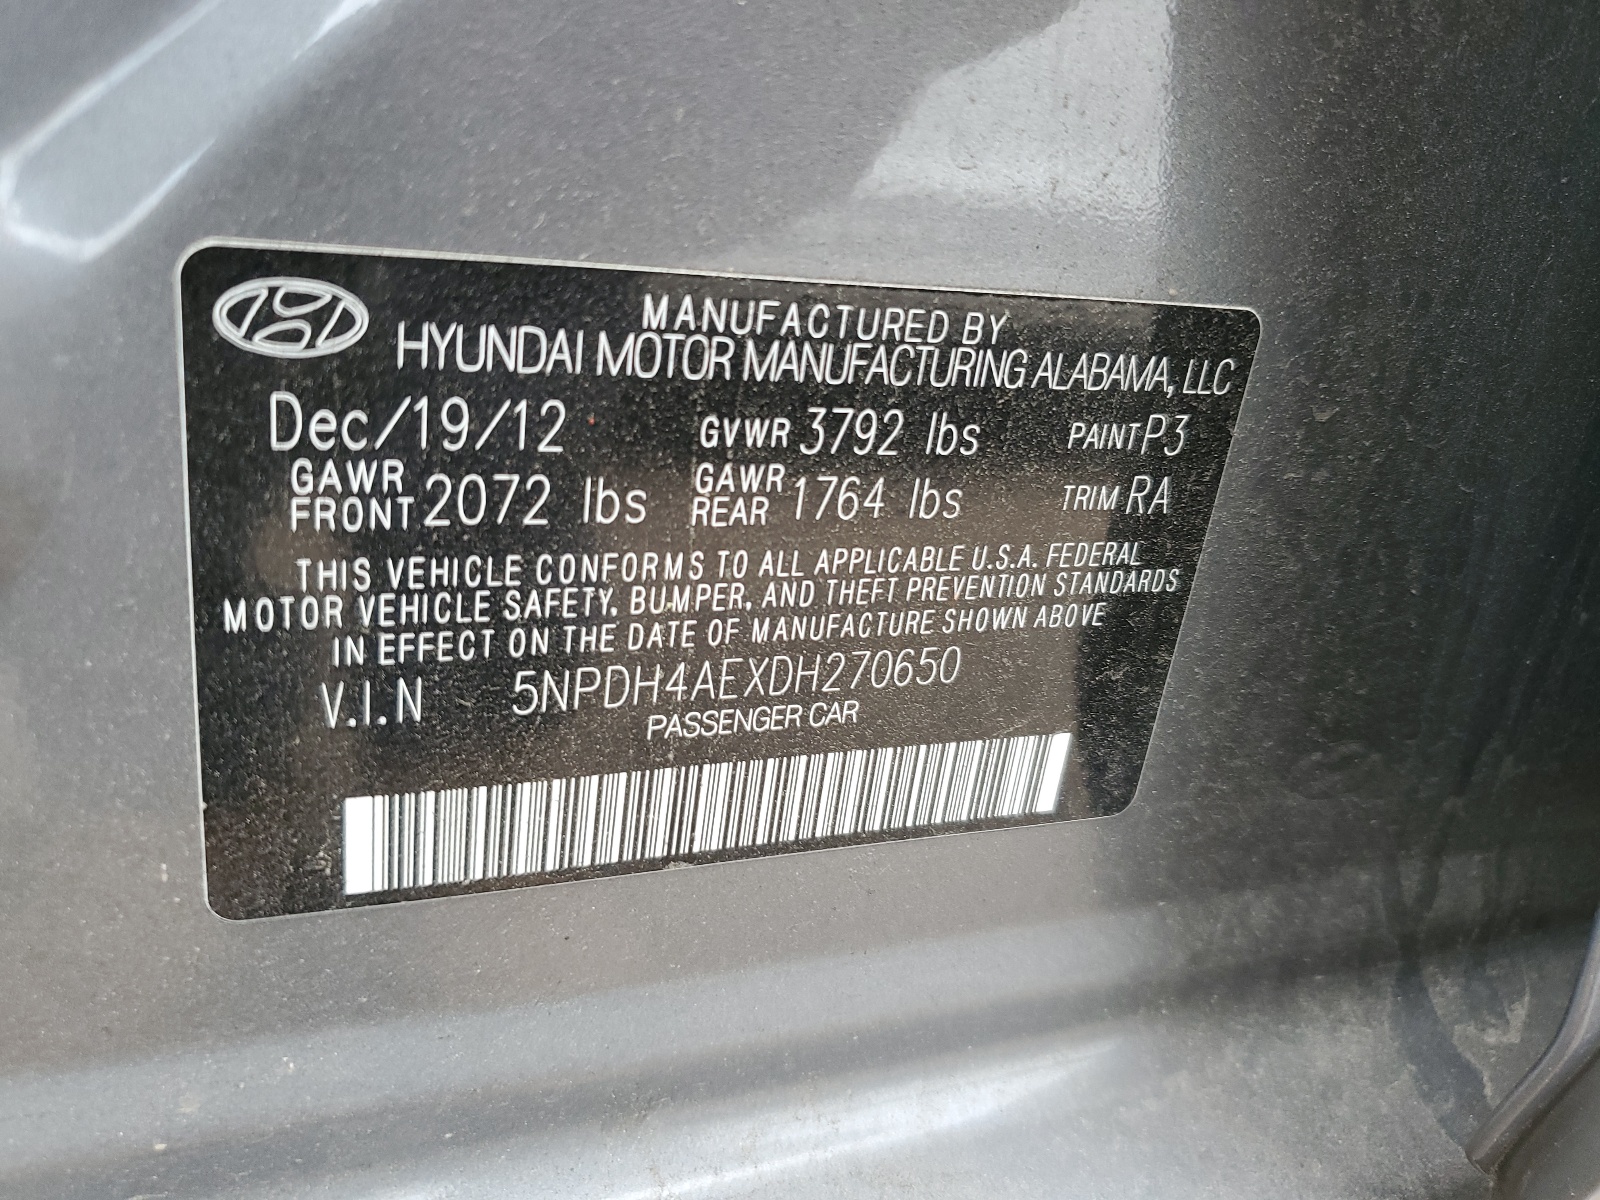 MANUFACTURED BY
HYUNDAI MOTOR MANUFACTURING ALABAMA, LLC
Dec/19/12 GVWR 3792 lbs PAINT P3
GAWR FRONT 2072 lbs GAWR REAR 1764 lbs TRIM RA
THIS VEHICLE CONFORMS TO ALL APPLICABLE U.S.A. FEDERAL
MOTOR VEHICLE SAFETY, BUMPER, AND THEFT PREVENTION STANDARDS
IN EFFECT ON THE DATE OF MANUFACTURE SHOWN ABOVE
V.I.N 5NPDH4AEXDH270650
PASSENGER CAR